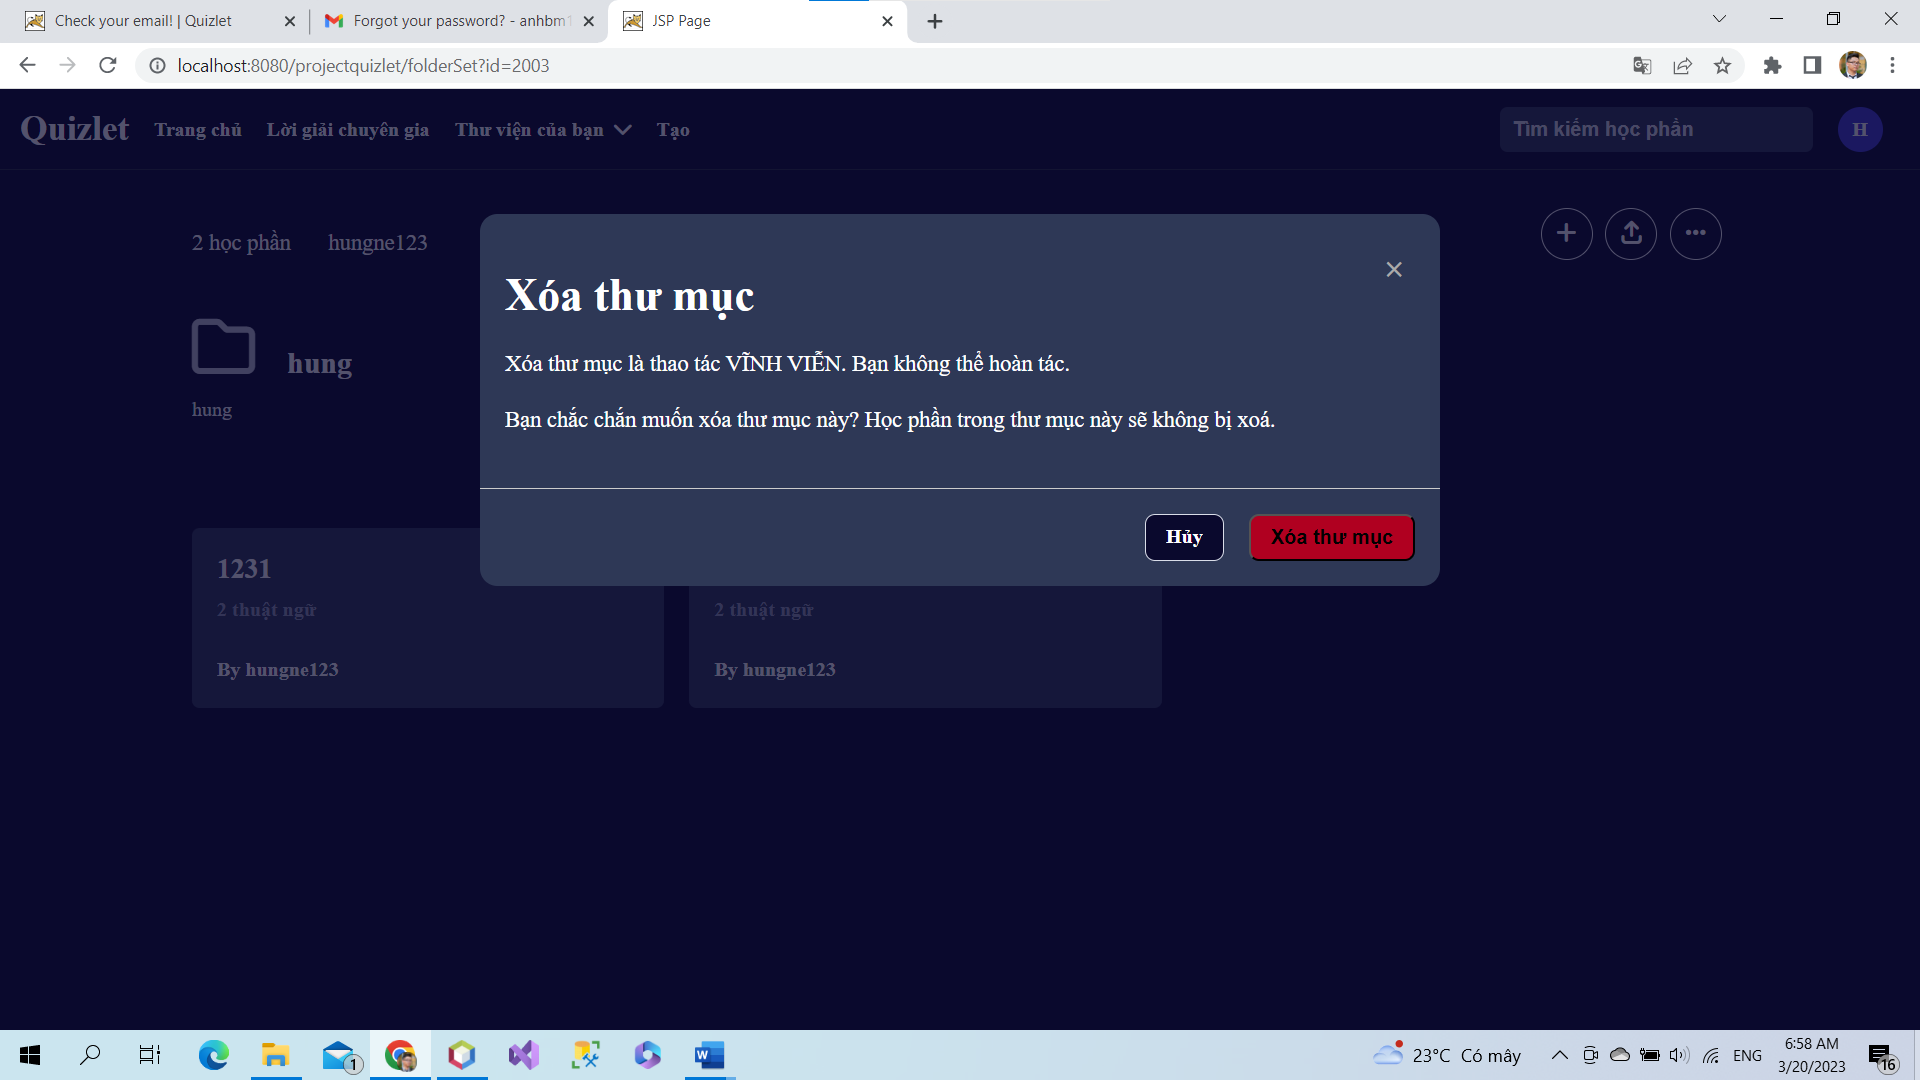 Check your email! | Quizlet
Forgot your password? - anhbm1
JSP Page
localhost:8080/projectquizlet/folderSet?id=2003
Quizlet Trang chủ Lời giải chuyên gia Thư viện của bạn Tạo
Tìm kiếm học phần
H
2 học phần hungne123
hung
hung
Xóa thư mục
Xóa thư mục là thao tác VĨNH VIỄN. Bạn không thể hoàn tác.
Bạn chắc chắn muốn xóa thư mục này? Học phần trong thư mục này sẽ không bị xoá.
Hủy Xóa thư mục
1231
2 thuật ngữ
By hungne123
2 thuật ngữ
By hungne123
1
23°C Có mây
ENG
6:58 AM
3/20/2023
16